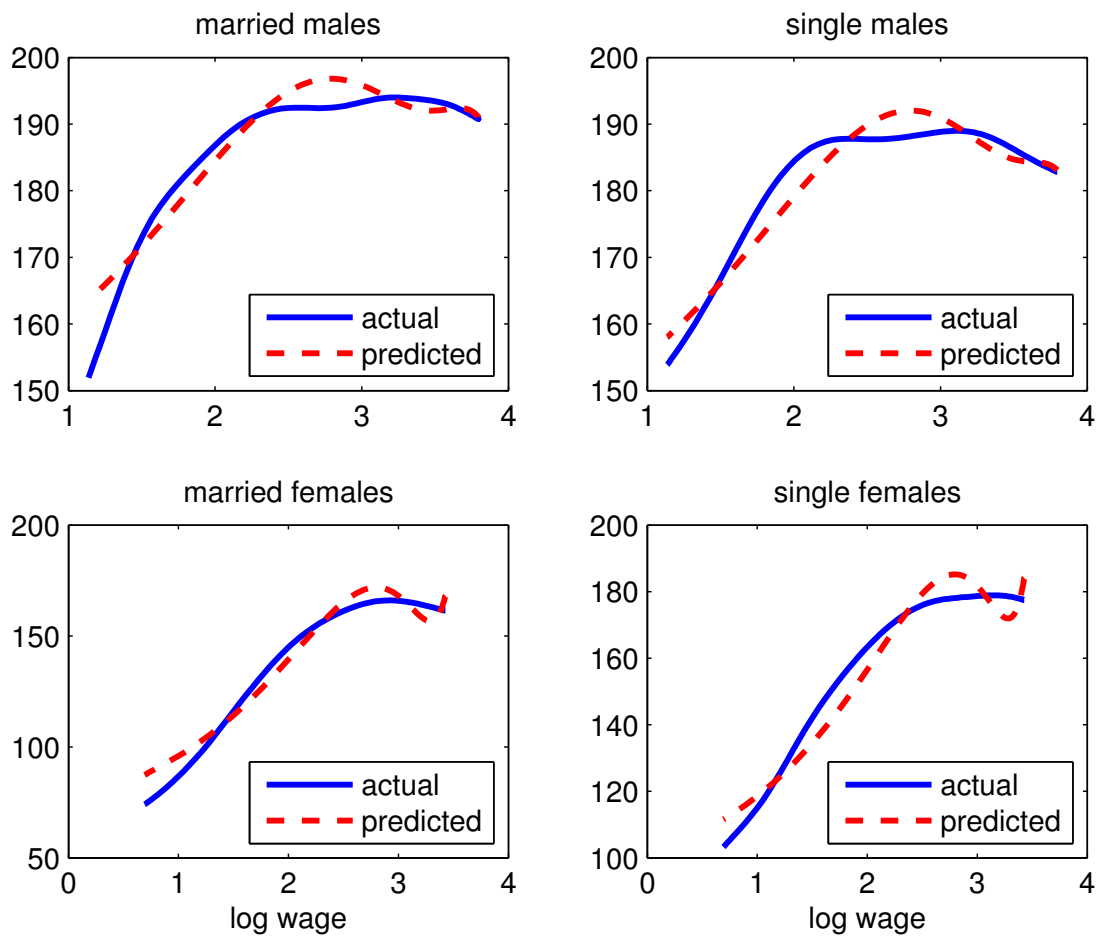 married males
200
190
180
170
160
150
1 2 3 4
actual
predicted
single males
200
190
180
170
160
150
1 2 3 4
actual
predicted
married females
200
150
100
50
0 1 2 3 4
log wage
actual
predicted
single females
200
180
160
140
120
100
0 1 2 3 4
log wage
actual
predicted